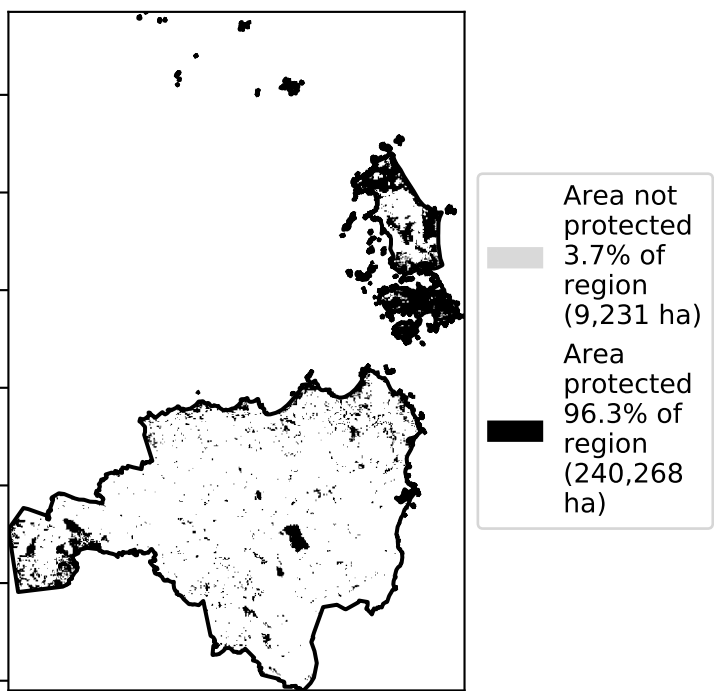 Area not
protected
3.7% of
region
(9,231 ha)
Area
protected
96.3% of
region
(240,268
ha)